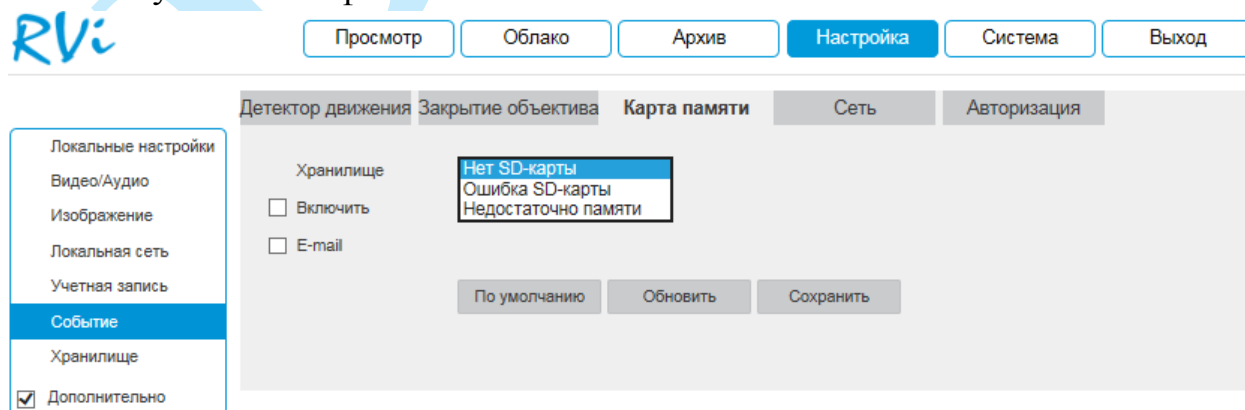 RVi
Просмотр Облако Архив Настройка Система Выход
Детектор движения Закрытие объектива Карта памяти Сеть Авторизация
Локальные настройки
Видео/Аудио
Изображение
Локальная сеть
Учетная запись
Событие
Хранилище
Дополнительно
Хранилище
Нет SD-карты
Ошибка SD-карты
Недостаточно памяти
Включить
E-mail
По умолчанию Обновить Сохранить